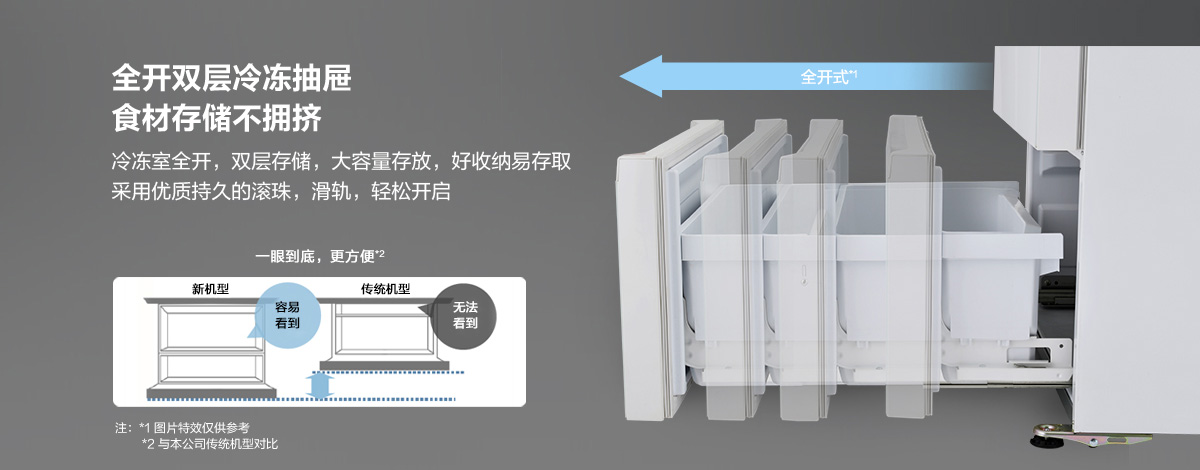 全开双层冷冻抽屉
食材存储不拥挤
冷冻室全开，双层存储，大容量存放，好收纳易存取
采用优质持久的滚珠，滑轨，轻松开启
全开式*1
一眼到底，更方便*2
新机型
容易
看到
传统机型
无法
看到
注：*1 图片特效仅供参考
*2 与本公司传统机型对比